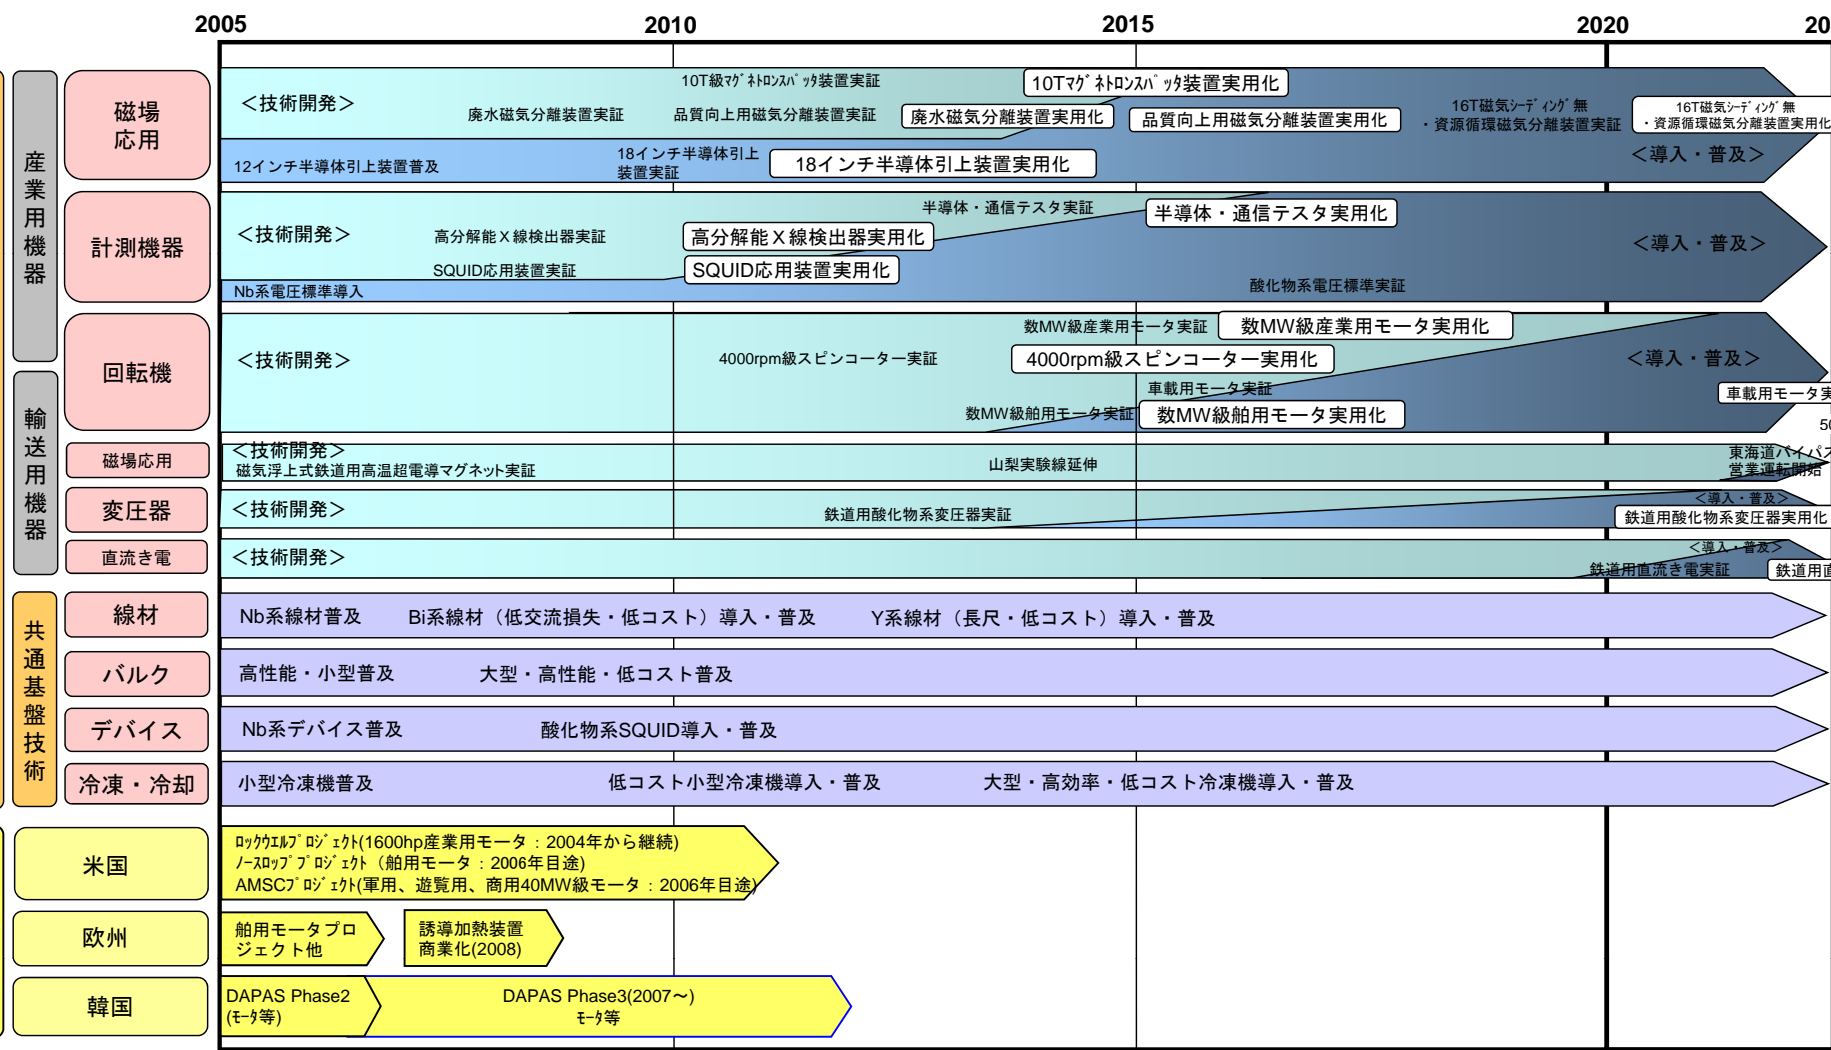 2005
2010
2015
2020
20
産業用機器
輸送用機器
共通基盤技術
磁場
応用
<技術開発>
10T級ﾏｸﾞﾈﾄﾛﾝｽﾊﾟｯﾀ装置実証
10Tﾏｸﾞﾈﾄﾛﾝｽﾊﾟｯﾀ装置実用化
廃水磁気分離装置実証
品質向上用磁気分離装置実証
廃水磁気分離装置実用化
品質向上用磁気分離装置実用化
16T磁気ｼｰﾃﾞｨﾝｸﾞ無
・資源循環磁気分離装置実証
16T磁気ｼｰﾃﾞｨﾝｸﾞ無
・資源循環磁気分離装置実用化
12インチ半導体引上装置普及
18インチ半導体引上
装置実証
18インチ半導体引上装置実用化
<導入・普及>
計測機器
<技術開発>
半導体・通信テスタ実証
半導体・通信テスタ実用化
高分解能X線検出器実証
高分解能X線検出器実用化
<導入・普及>
SQUID応用装置実証
SQUID応用装置実用化
Nb系電圧標準導入
酸化物系電圧標準実証
回転機
<技術開発>
数MW級産業用モータ実証
数MW級産業用モータ実用化
4000rpm級スピンコーター実証
4000rpm級スピンコーター実用化
<導入・普及>
車載用モータ実証
車載用モータ実
数MW級舶用モータ実証
数MW級舶用モータ実用化
50
磁場応用
<技術開発>
磁気浮上式鉄道用高温超電導マグネット実証
山梨実験線延伸
東海道バイパス
営業運転開始
変圧器
<技術開発>
鉄道用酸化物系変圧器実証
<導入・普及>
鉄道用酸化物系変圧器実用化
直流き電
<技術開発>
<導入・普及>
鉄道用直流き電実証
鉄道用直
線材
Nb系線材普及
Bi系線材（低交流損失・低コスト）導入・普及
Y系線材（長尺・低コスト）導入・普及
バルク
高性能・小型普及
大型・高性能・低コスト普及
デバイス
Nb系デバイス普及
酸化物系SQUID導入・普及
冷凍・冷却
小型冷凍機普及
低コスト小型冷凍機導入・普及
大型・高効率・低コスト冷凍機導入・普及
米国
ﾛｯｸｳｴﾙﾌﾟﾛｼﾞｪｸﾄ(1600hp産業用モータ：2004年から継続)
ﾉｰｽﾛｯﾌﾟﾌﾟﾛｼﾞｪｸﾄ（舶用モータ：2006年目途)
AMSCﾌﾟﾛｼﾞｪｸﾄ(軍用、遊覧用、商用40MW級モータ：2006年目途)
欧州
舶用モータプロ
ジェクト他
誘導加熱装置
商業化(2008)
韓国
DAPAS Phase2
(ﾓｰﾀ等)
DAPAS Phase3(2007～)
ﾓｰﾀ等